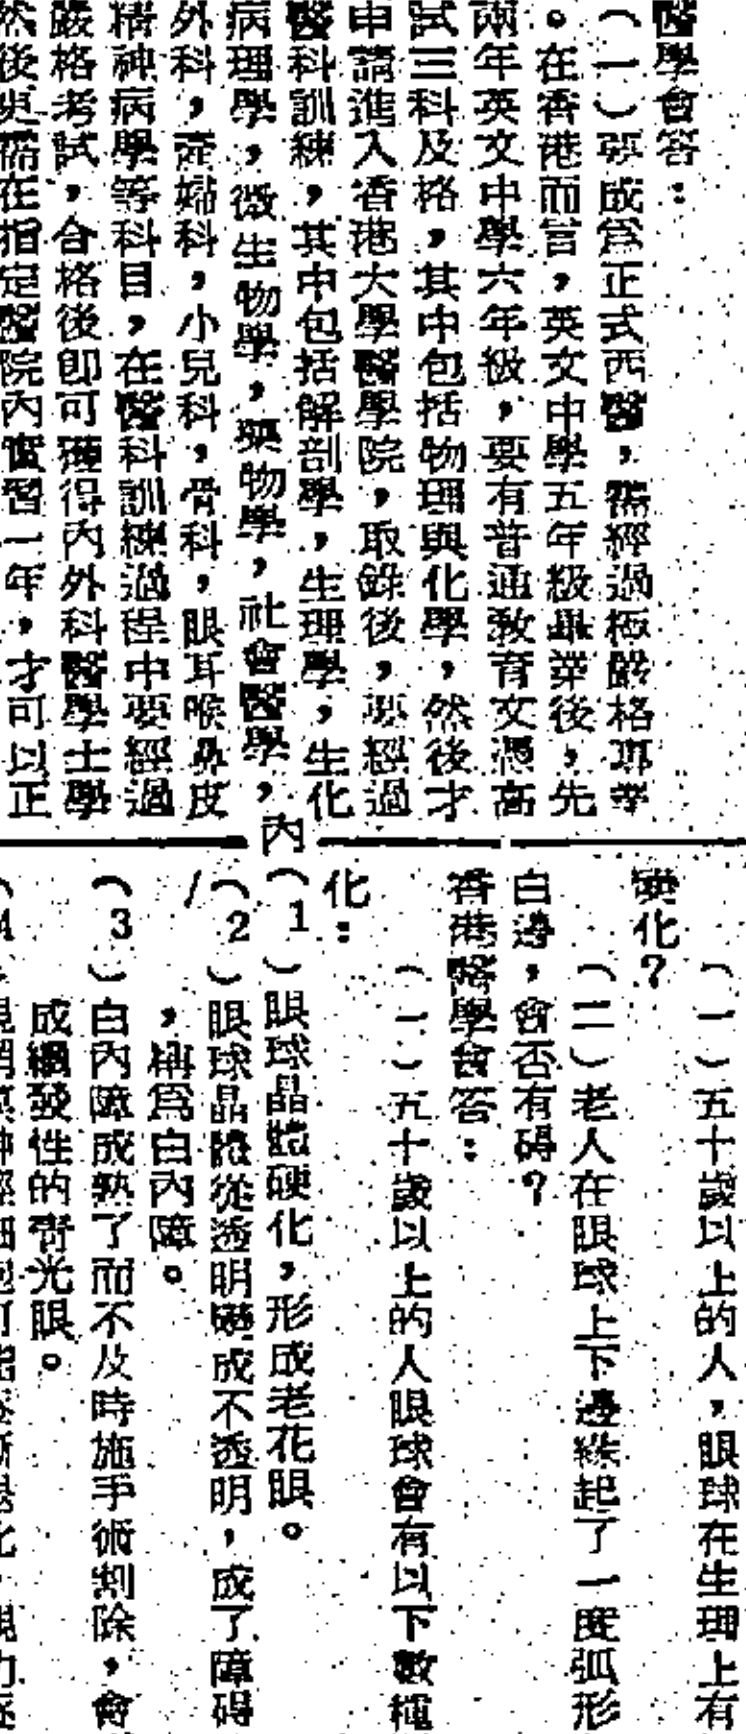 醫學會答：
（一）要成爲正式西醫，需經過極嚴格專業
。在香港而言，英文中學五年級畢業後，先
兩年英文中學六年級，要有普通教育文憑高
試三科及格，其中包括物理與化學，然後才
申請進入香港大學醫學院，取錄後，要經過
醫科訓練，其中包括解剖學，生理學，生化
病理學，微生物學，藥物學，社會醫學，內
外科，產婦科，小兒科，骨科，眼耳喉鼻皮
精神病學等科目，在醫科訓練過程中要經過
嚴格考試，合格後即可獲得內外科醫學士學
然後更需在指定醫院內實習一年，才可以正
（一）五十歲以上的人，眼球在生理上有
硬化？
（二）老人在眼球上下邊緣起了一度弧形
白邊，會否有碍？
香港醫學會答：
（一）五十歲以上的人眼球會有以下數種
化：
（1）眼球晶體硬化，形成老花眼。
（2）眼球晶體從透明變成不透明，成了障碍
，稱爲白內障。
（3）白內障成熟了而不及時施手術割除，會
成繼發性的青光眼。